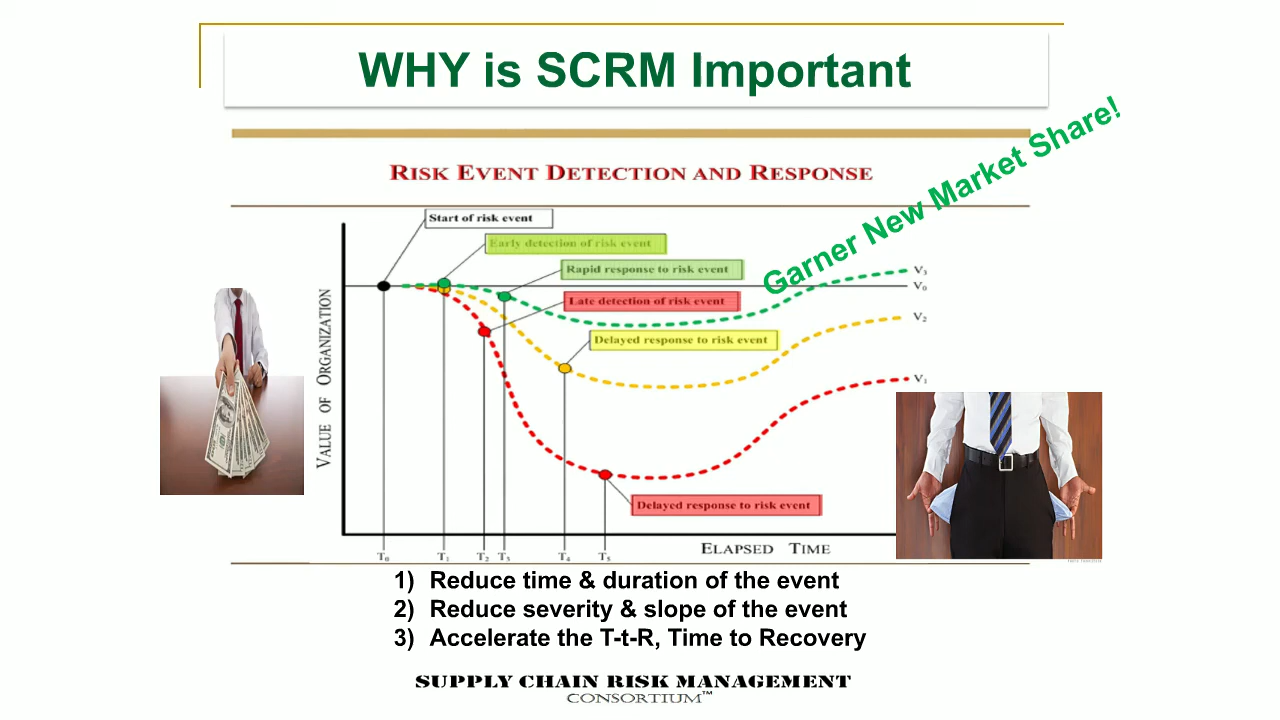 WHY is SCRM Important
Garner New Market Share!
RISK EVENT DETECTION AND RESPONSE
Start of risk event
Early detection of risk event
Rapid response to risk event
Late detection of risk event
Delayed response to risk event
Delayed response to risk event
V3
V0
V2
V1
VALUE OF ORGANIZATION
T0 T1 T2 T3 T4 T5
ELAPSED TIME
1) Reduce time & duration of the event
2) Reduce severity & slope of the event
3) Accelerate the T-t-R, Time to Recovery
SUPPLY CHAIN RISK MANAGEMENT
CONSORTIUM™